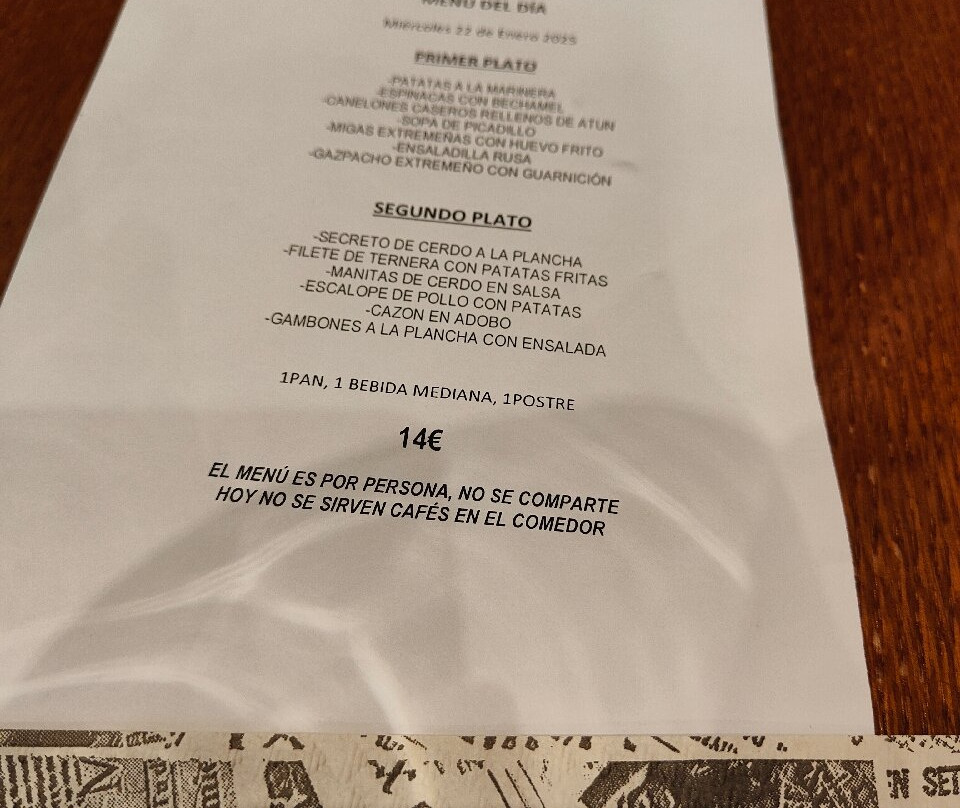 MENÚ DEL DÍA
Miércoles 22 de Enero 2025
PRIMER PLATO
-PATATAS A LA MARINERA
-ESPINACAS CON BECHAMEL
-CANELONES CASEROS RELLENOS DE ATUN
-SOPA DE PICADILLO
-MIGAS EXTREMEÑAS CON HUEVO FRITO
-ENSALADILLA RUSA
-GAZPACHO EXTREMEÑO CON GUARNICIÓN
SEGUNDO PLATO
-SECRETO DE CERDO A LA PLANCHA
-FILETE DE TERNERA CON PATATAS FRITAS
-MANITAS DE CERDO EN SALSA
-ESCALOPE DE POLLO CON PATATAS
-CAZON EN ADOBO
-GAMBONES A LA PLANCHA CON ENSALADA
1PAN, 1 BEBIDA MEDIANA, 1POSTRE
14€
EL MENÚ ES POR PERSONA, NO SE COMPARTE
HOY NO SE SIRVEN CAFÉS EN EL COMEDOR